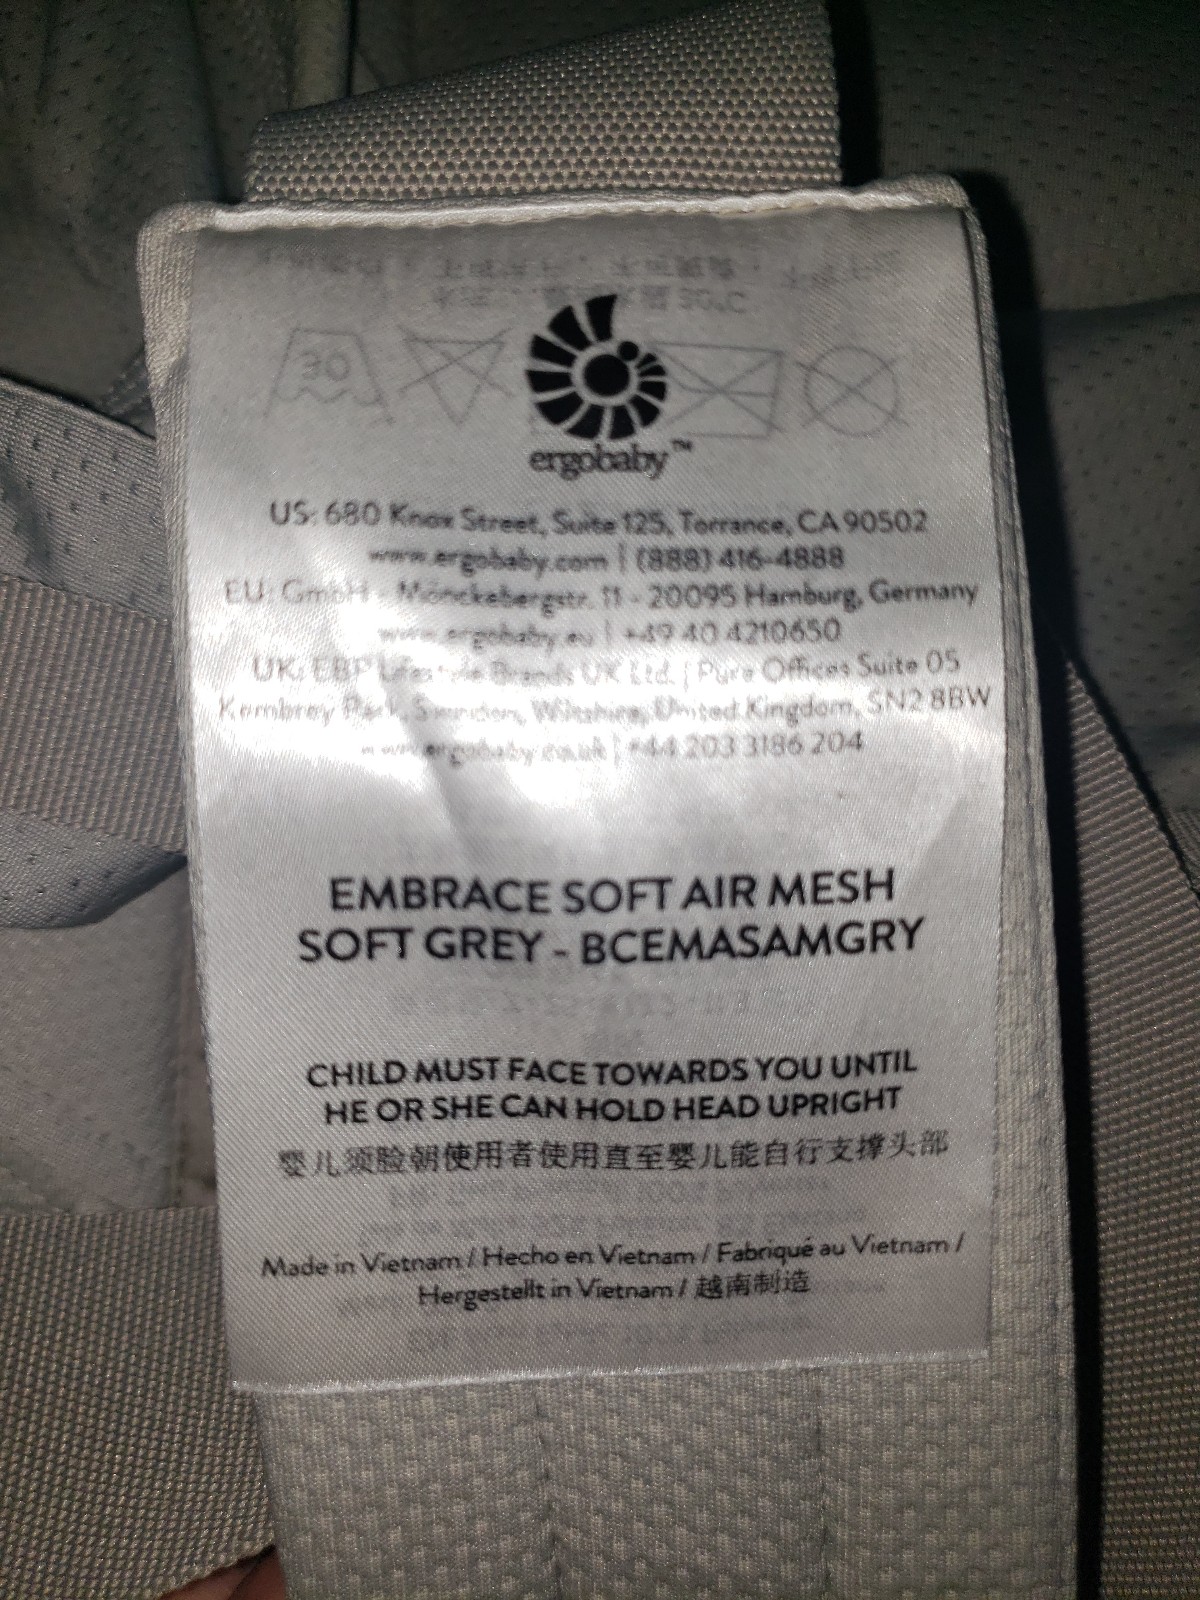 30
ergobaby™
US: 680 Knox Street, Suite 125, Torrance, CA 90502
www.ergobaby.com | (888) 416-4888
EU: GmbH - Mönckebergstr. 11 - 20095 Hamburg, Germany
www.ergobaby.eu | +49 40 4210650
UK: EBP Lifestyle Brands UK Ltd. | Pure Offices Suite 05
Kembrey Park, Swindon, Wiltshire, United Kingdom, SN2 8BW
www.ergobaby.co.uk | +44 203 3186 204
EMBRACE SOFT AIR MESH
SOFT GREY - BCEMASAMGRY
CHILD MUST FACE TOWARDS YOU UNTIL
HE OR SHE CAN HOLD HEAD UPRIGHT
婴儿须脸朝使用者使用直至婴儿能自行支撑头部
Made in Vietnam / Hecho en Vietnam / Fabriqué au Vietnam /
Hergestellt in Vietnam / 越南制造